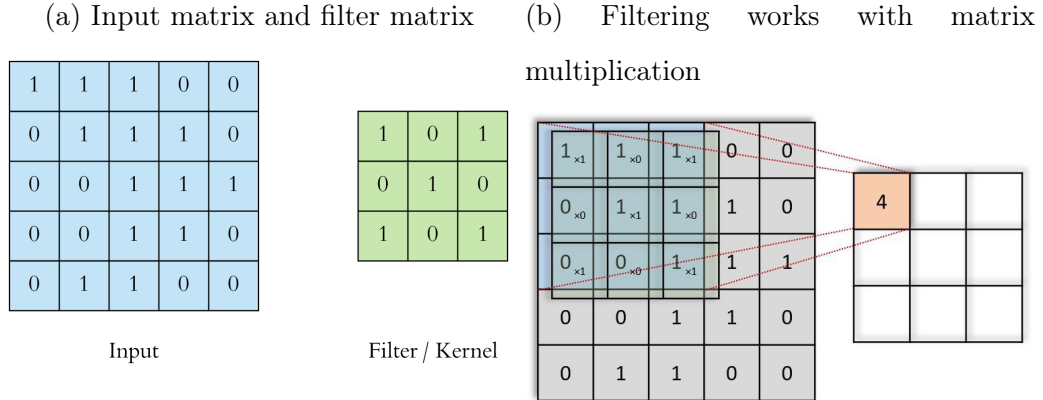 (a) Input matrix and filter matrix
1 1 1 0 0
0 1 1 1 0
0 0 1 1 1
0 0 1 1 0
0 1 1 0 0
Input
1 0 1
0 1 0
1 0 1
Filter / Kernel
(b) Filtering works with matrix
multiplication
1×1 1×0 1×1 0 0
0×0 1×1 1×0 1 0
0×1 0×0 1×1 1 1
0 0 1 1 0
0 1 1 0 0
4